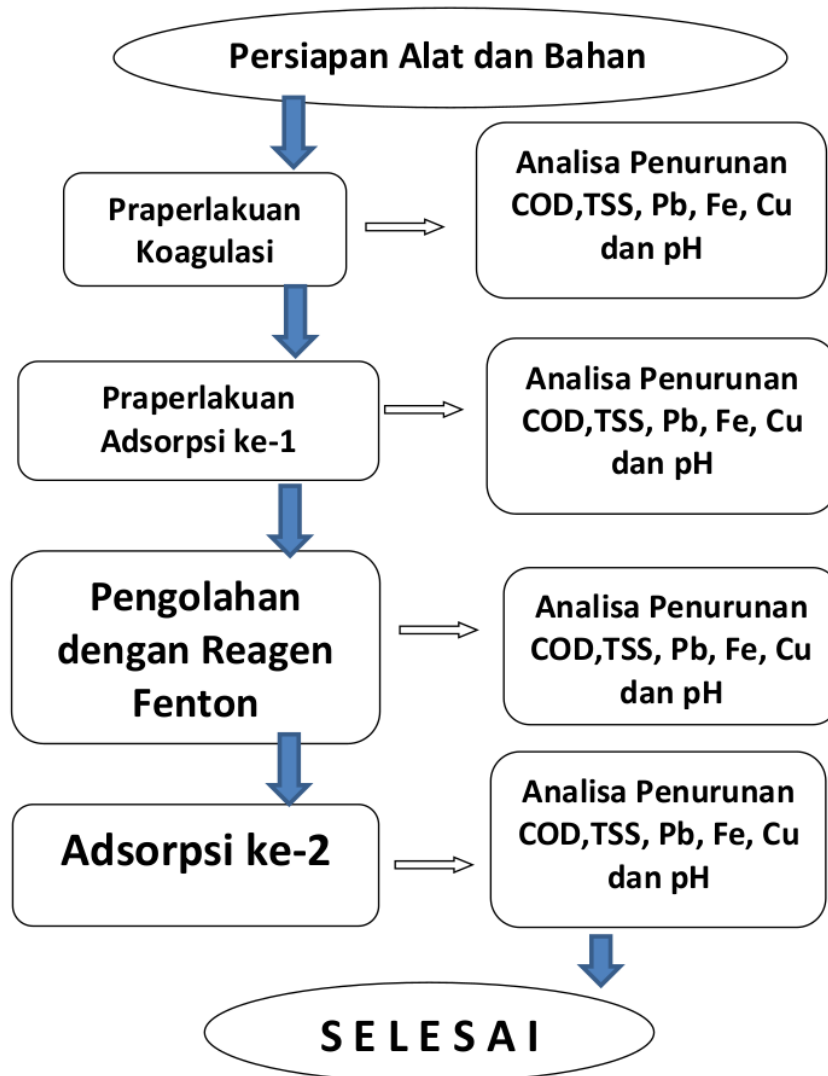 Persiapan Alat dan Bahan
Praperlakuan
Koagulasi
Analisa Penurunan
COD,TSS, Pb, Fe, Cu
dan pH
Praperlakuan
Adsorpsi ke-1
Analisa Penurunan
COD,TSS, Pb, Fe, Cu
dan pH
Pengolahan
dengan Reagen
Fenton
Analisa Penurunan
COD,TSS, Pb, Fe, Cu
dan pH
Adsorpsi ke-2
Analisa Penurunan
COD,TSS, Pb, Fe, Cu
dan pH
S E L E S A I